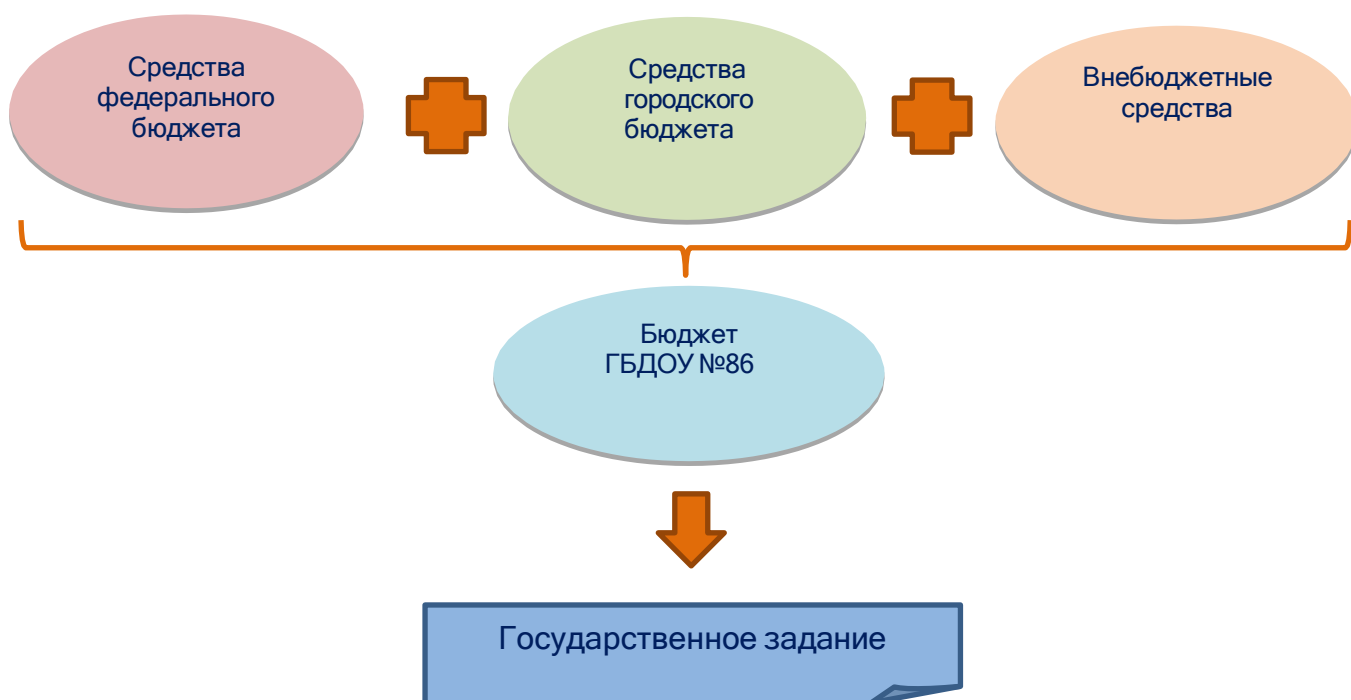 Средства
федерального
бюджета
Средства
городского
бюджета
Внебюджетные
средства
Бюджет
ГБДОУ №86
Государственное задание